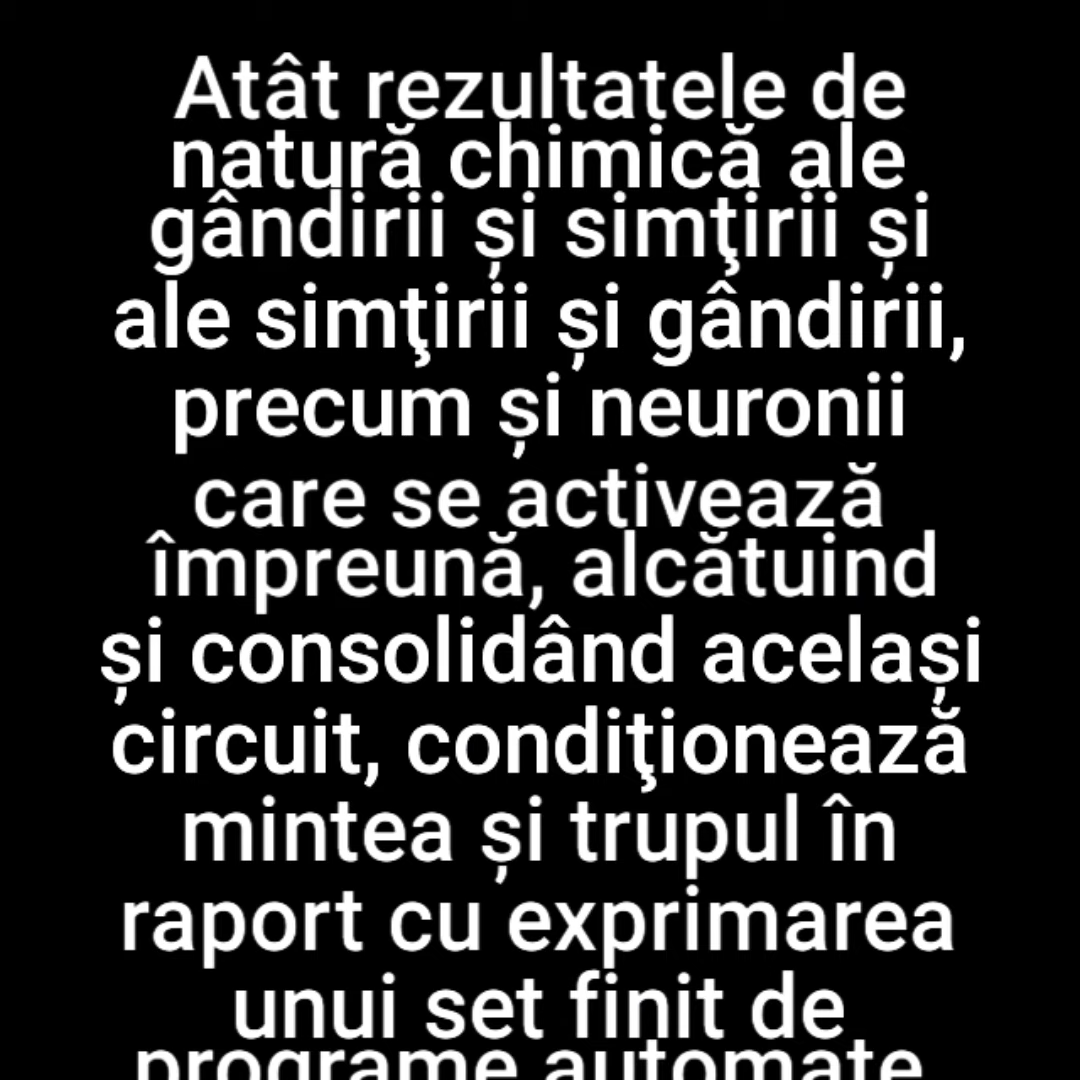 Atât rezultatele de
natură chimică ale
gândirii și simţirii și
ale simţirii și gândirii,
precum și neuronii
care se activează
împreună, alcătuind
și consolidând același
circuit, condiţionează
mintea și trupul în
raport cu exprimarea
unui set finit de
programe automate